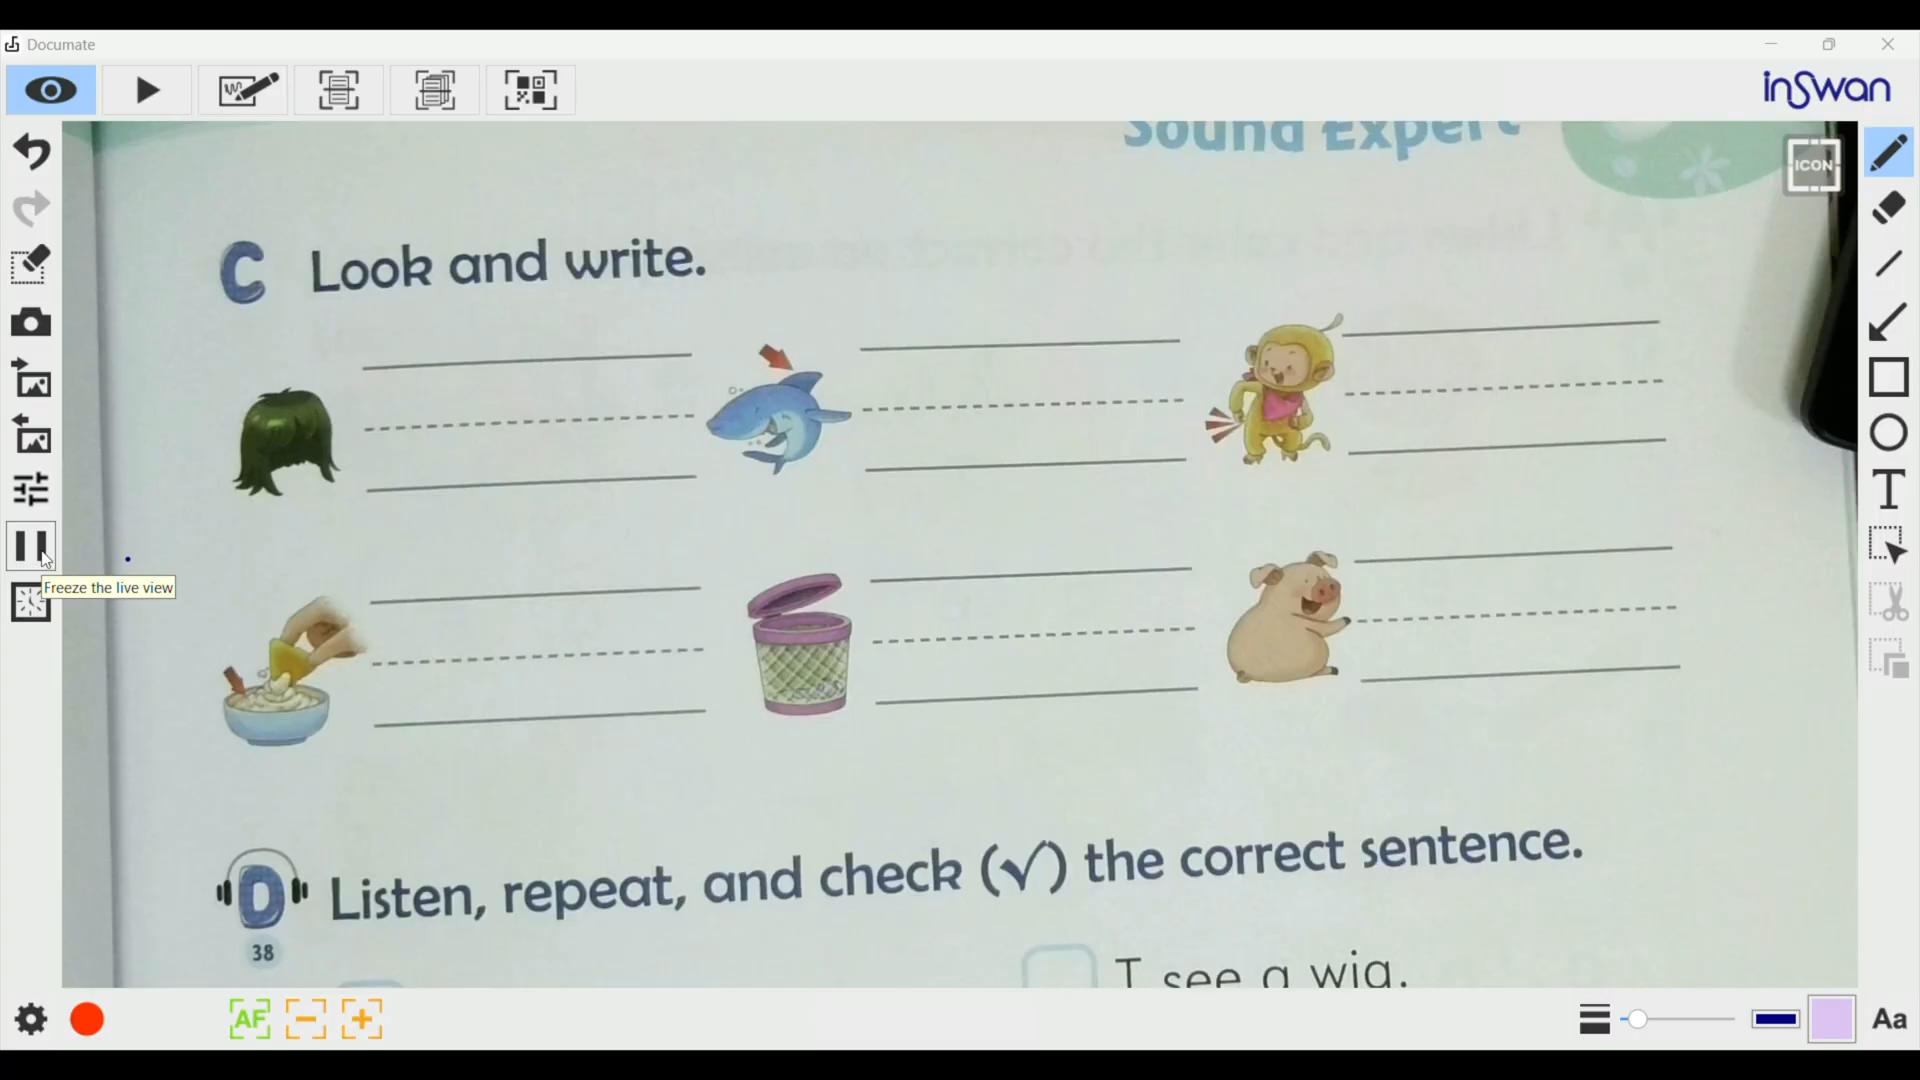 Documate
inSwan
Sound Expert
ICON
C Look and write.
Freeze the live view
D Listen, repeat, and check (√) the correct sentence.
38
I see a wig.
AF
T
Aa